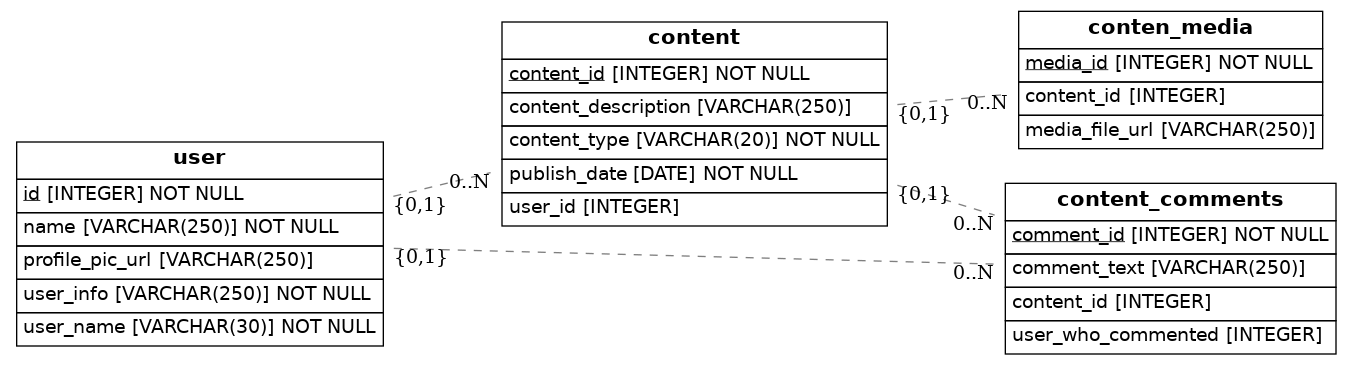 user
id [INTEGER] NOT NULL
name [VARCHAR(250)] NOT NULL
profile_pic_url [VARCHAR(250)]
user_info [VARCHAR(250)] NOT NULL
user_name [VARCHAR(30)] NOT NULL
0..N
{0,1}
{0,1}
content
content_id [INTEGER] NOT NULL
content_description [VARCHAR(250)]
content_type [VARCHAR(20)] NOT NULL
publish_date [DATE] NOT NULL
user_id [INTEGER]
{0,1}
0..N
{0,1}
0..N
0..N
conten_media
media_id [INTEGER] NOT NULL
content_id [INTEGER]
media_file_url [VARCHAR(250)]
content_comments
comment_id [INTEGER] NOT NULL
comment_text [VARCHAR(250)]
content_id [INTEGER]
user_who_commented [INTEGER]